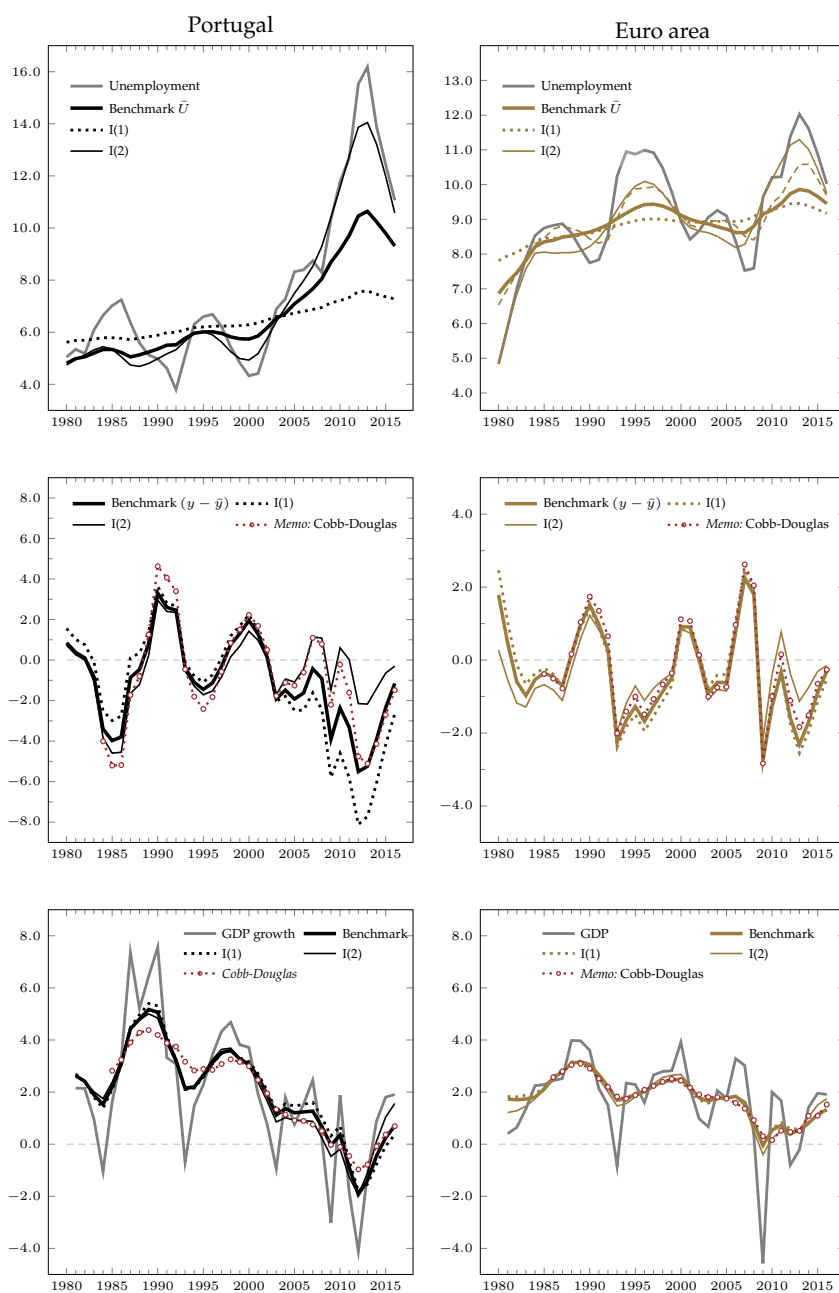 Portugal
16.0
14.0
12.0
10.0
8.0
6.0
4.0
1980 1985 1990 1995 2000 2005 2010 2015
Unemployment
Benchmark Ū
I(1)
I(2)
Euro area
13.0
12.0
11.0
10.0
9.0
8.0
7.0
6.0
5.0
4.0
1980 1985 1990 1995 2000 2005 2010 2015
Unemployment
Benchmark Ū
I(1)
I(2)
8.0
6.0
4.0
2.0
0.0
−2.0
−4.0
−6.0
−8.0
1980 1985 1990 1995 2000 2005 2010 2015
Benchmark (y − ȳ) I(1)
I(2) Memo: Cobb-Douglas
4.0
2.0
0.0
−2.0
−4.0
1980 1985 1990 1995 2000 2005 2010 2015
Benchmark (y − ȳ) I(1)
I(2) Memo: Cobb-Douglas
8.0
6.0
4.0
2.0
0.0
−2.0
−4.0
1980 1985 1990 1995 2000 2005 2010 2015
GDP growth Benchmark
I(1) I(2)
Cobb-Douglas
8.0
6.0
4.0
2.0
0.0
−2.0
−4.0
1980 1985 1990 1995 2000 2005 2010 2015
GDP Benchmark
I(1) I(2)
Memo: Cobb-Douglas